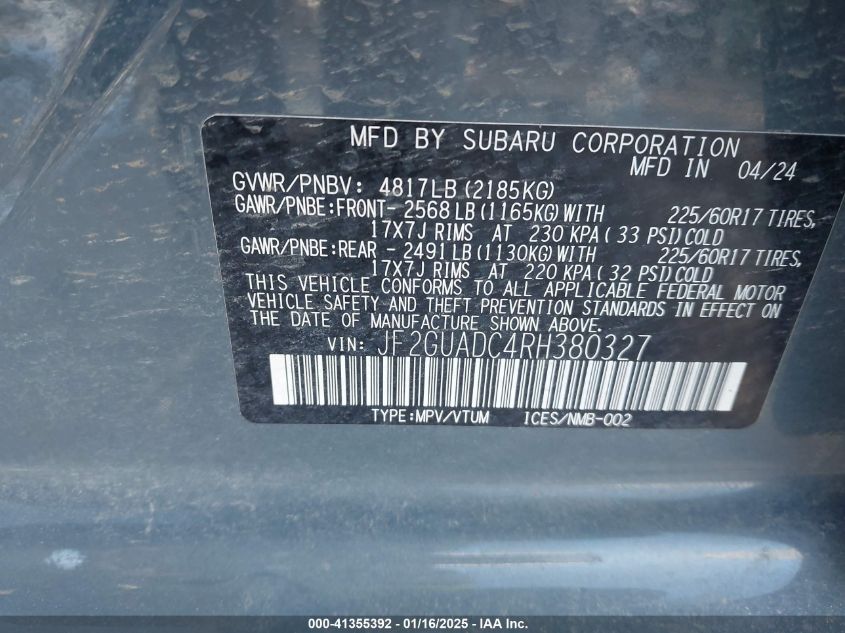 MFD BY SUBARU CORPORATION
MFD IN 04/24
GVWR/PNBV: 4817LB(2185KG)
GAWR/PNBE:FRONT- 2568LB(1165KG)WITH 225/60R17 TIRES,
17X7J RIMS AT 230 KPA( 33 PSI)COLD
GAWR/PNBE:REAR - 2491LB(1130KG)WITH 225/60R17 TIRES,
17X7J RIMS AT 220 KPA( 32 PSI)COLD
THIS VEHICLE CONFORMS TO ALL APPLICABLE FEDERAL MOTOR
VEHICLE SAFETY AND THEFT PREVENTION STANDARDS IN EFFECT ON
THE DATE OF MANUFACTURE SHOWN ABOVE.
VIN: JF2GUADC4RH380327
TYPE:MPV/VTUM ICES/NMB-002
000-41355392 - 01/16/2025 - IAA Inc.